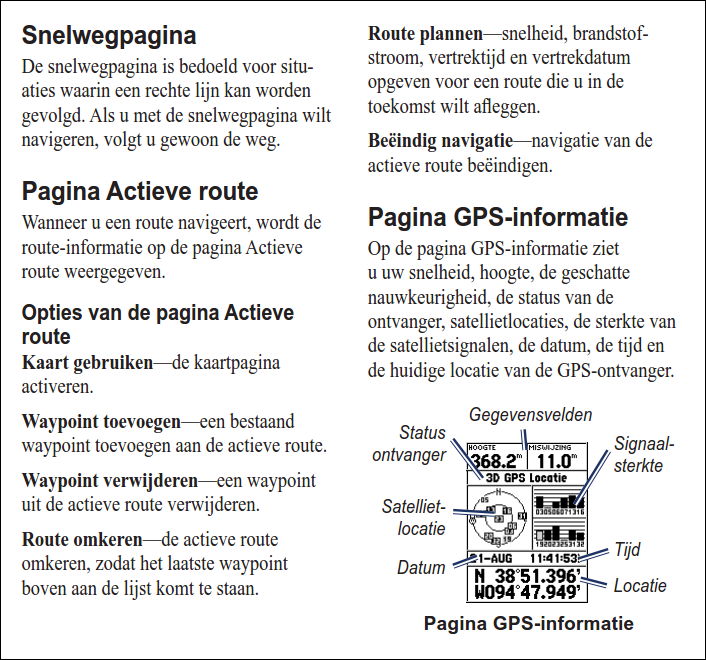 Snelwegpagina
De snelwegpagina is bedoeld voor situ-
aties waarin een rechte lijn kan worden
gevolgd. Als u met de snelwegpagina wilt
navigeren, volgt u gewoon de weg.
Pagina Actieve route
Wanneer u een route navigeert, wordt de
route-informatie op de pagina Actieve
route weergegeven.
Opties van de pagina Actieve
route
Kaart gebruiken—de kaartpagina
activeren.
Waypoint toevoegen—een bestaand
waypoint toevoegen aan de actieve route.
Waypoint verwijderen—een waypoint
uit de actieve route verwijderen.
Route omkeren—de actieve route
omkeren, zodat het laatste waypoint
boven aan de lijst komt te staan.
Route plannen—snelheid, brandstof-
stroom, vertrektijd en vertrekdatum
opgeven voor een route die u in de
toekomst wilt afleggen.
Beëindig navigatie—navigatie van de
actieve route beëindigen.
Pagina GPS-informatie
Op de pagina GPS-informatie ziet
u uw snelheid, hoogte, de geschatte
nauwkeurigheid, de status van de
ontvanger, satellietlocaties, de sterkte van
de satellietsignalen, de datum, de tijd en
de huidige locatie van de GPS-ontvanger.
Gegevensvelden
Status
ontvanger
Signaal-
sterkte
HOOGTE MISWIJZING
368.2m 11.0m
3D GPS Locatie
N
Satelliet-
locatie
03050607131 6
192023253132
Datum
21-AUG 11:41:53
Tijd
N 38°51.396'
W094°47.949'
Locatie
Pagina GPS-informatie